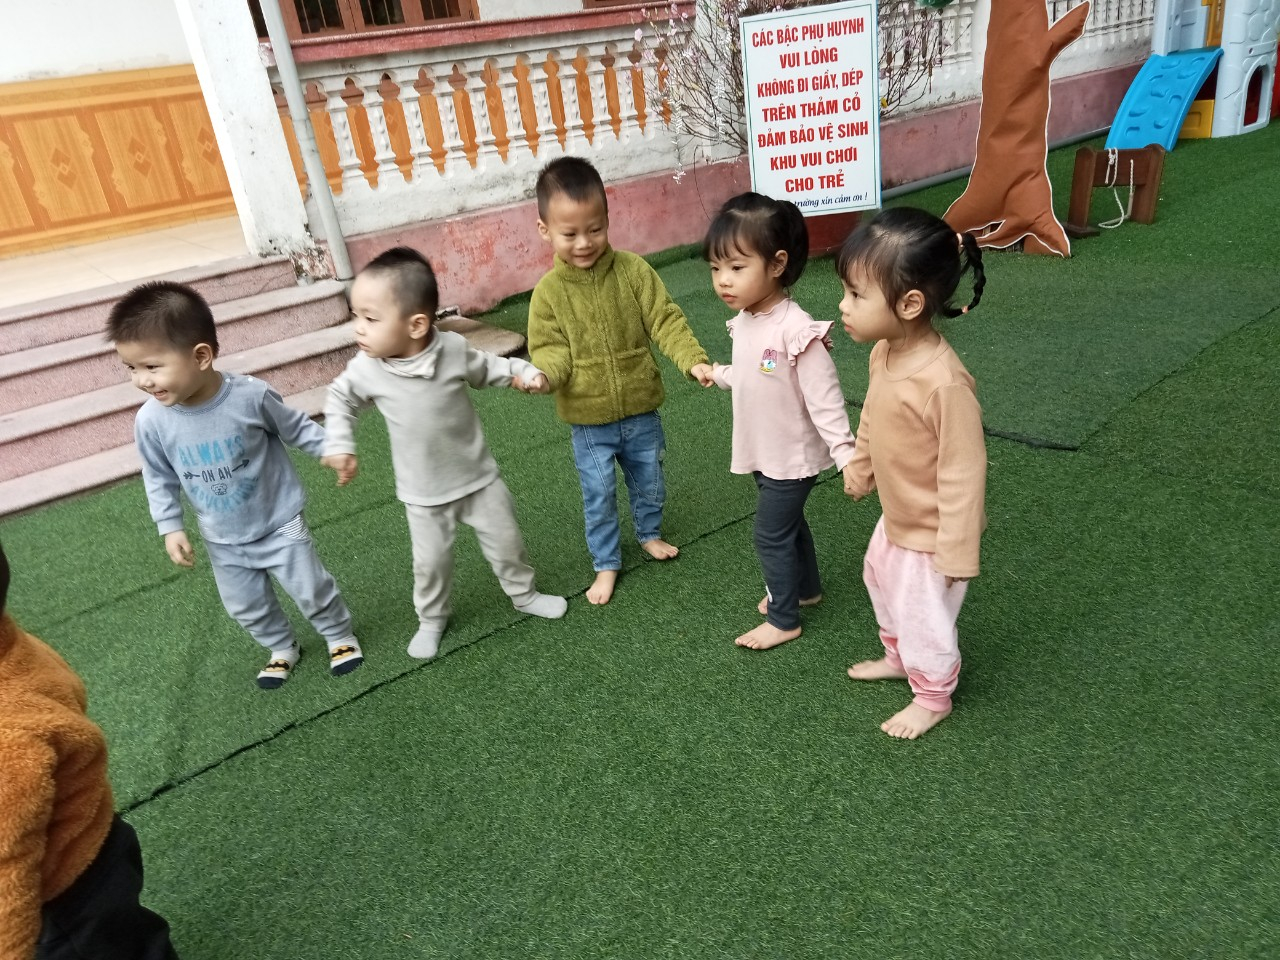 CÁC BẬC PHỤ HUYNH
VUI LÒNG
KHÔNG ĐI GIẦY, DÉP
TRÊN THẢM CỎ
ĐẢM BẢO VỆ SINH
KHU VUI CHƠI
CHO TRẺ
trường xin cảm ơn !
ALWAYS
ON AN